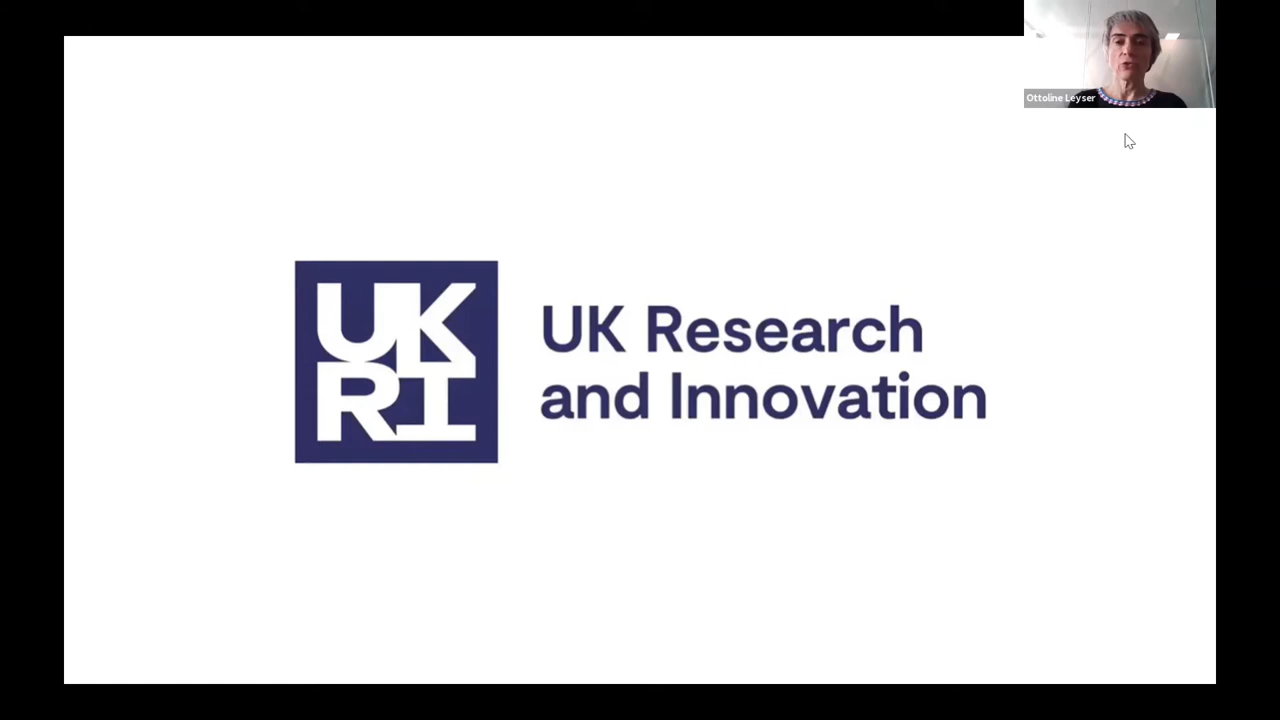 Ottoline Leyser
UK
RI
UK Research
and Innovation